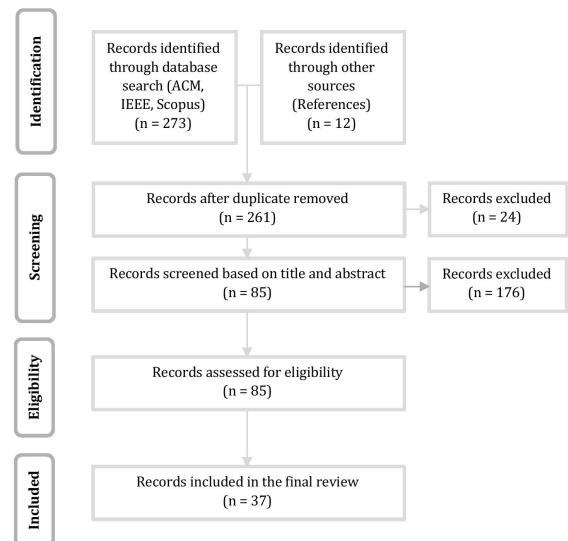 Identification
Records identified
through database
search (ACM,
IEEE, Scopus)
(n = 273)
Records identified
through other
sources
(References)
(n = 12)
Screening
Records after duplicate removed
(n = 261)
Records excluded
(n = 24)
Records screened based on title and abstract
(n = 85)
Records excluded
(n = 176)
Eligibility
Records assessed for eligibility
(n = 85)
Included
Records included in the final review
(n = 37)